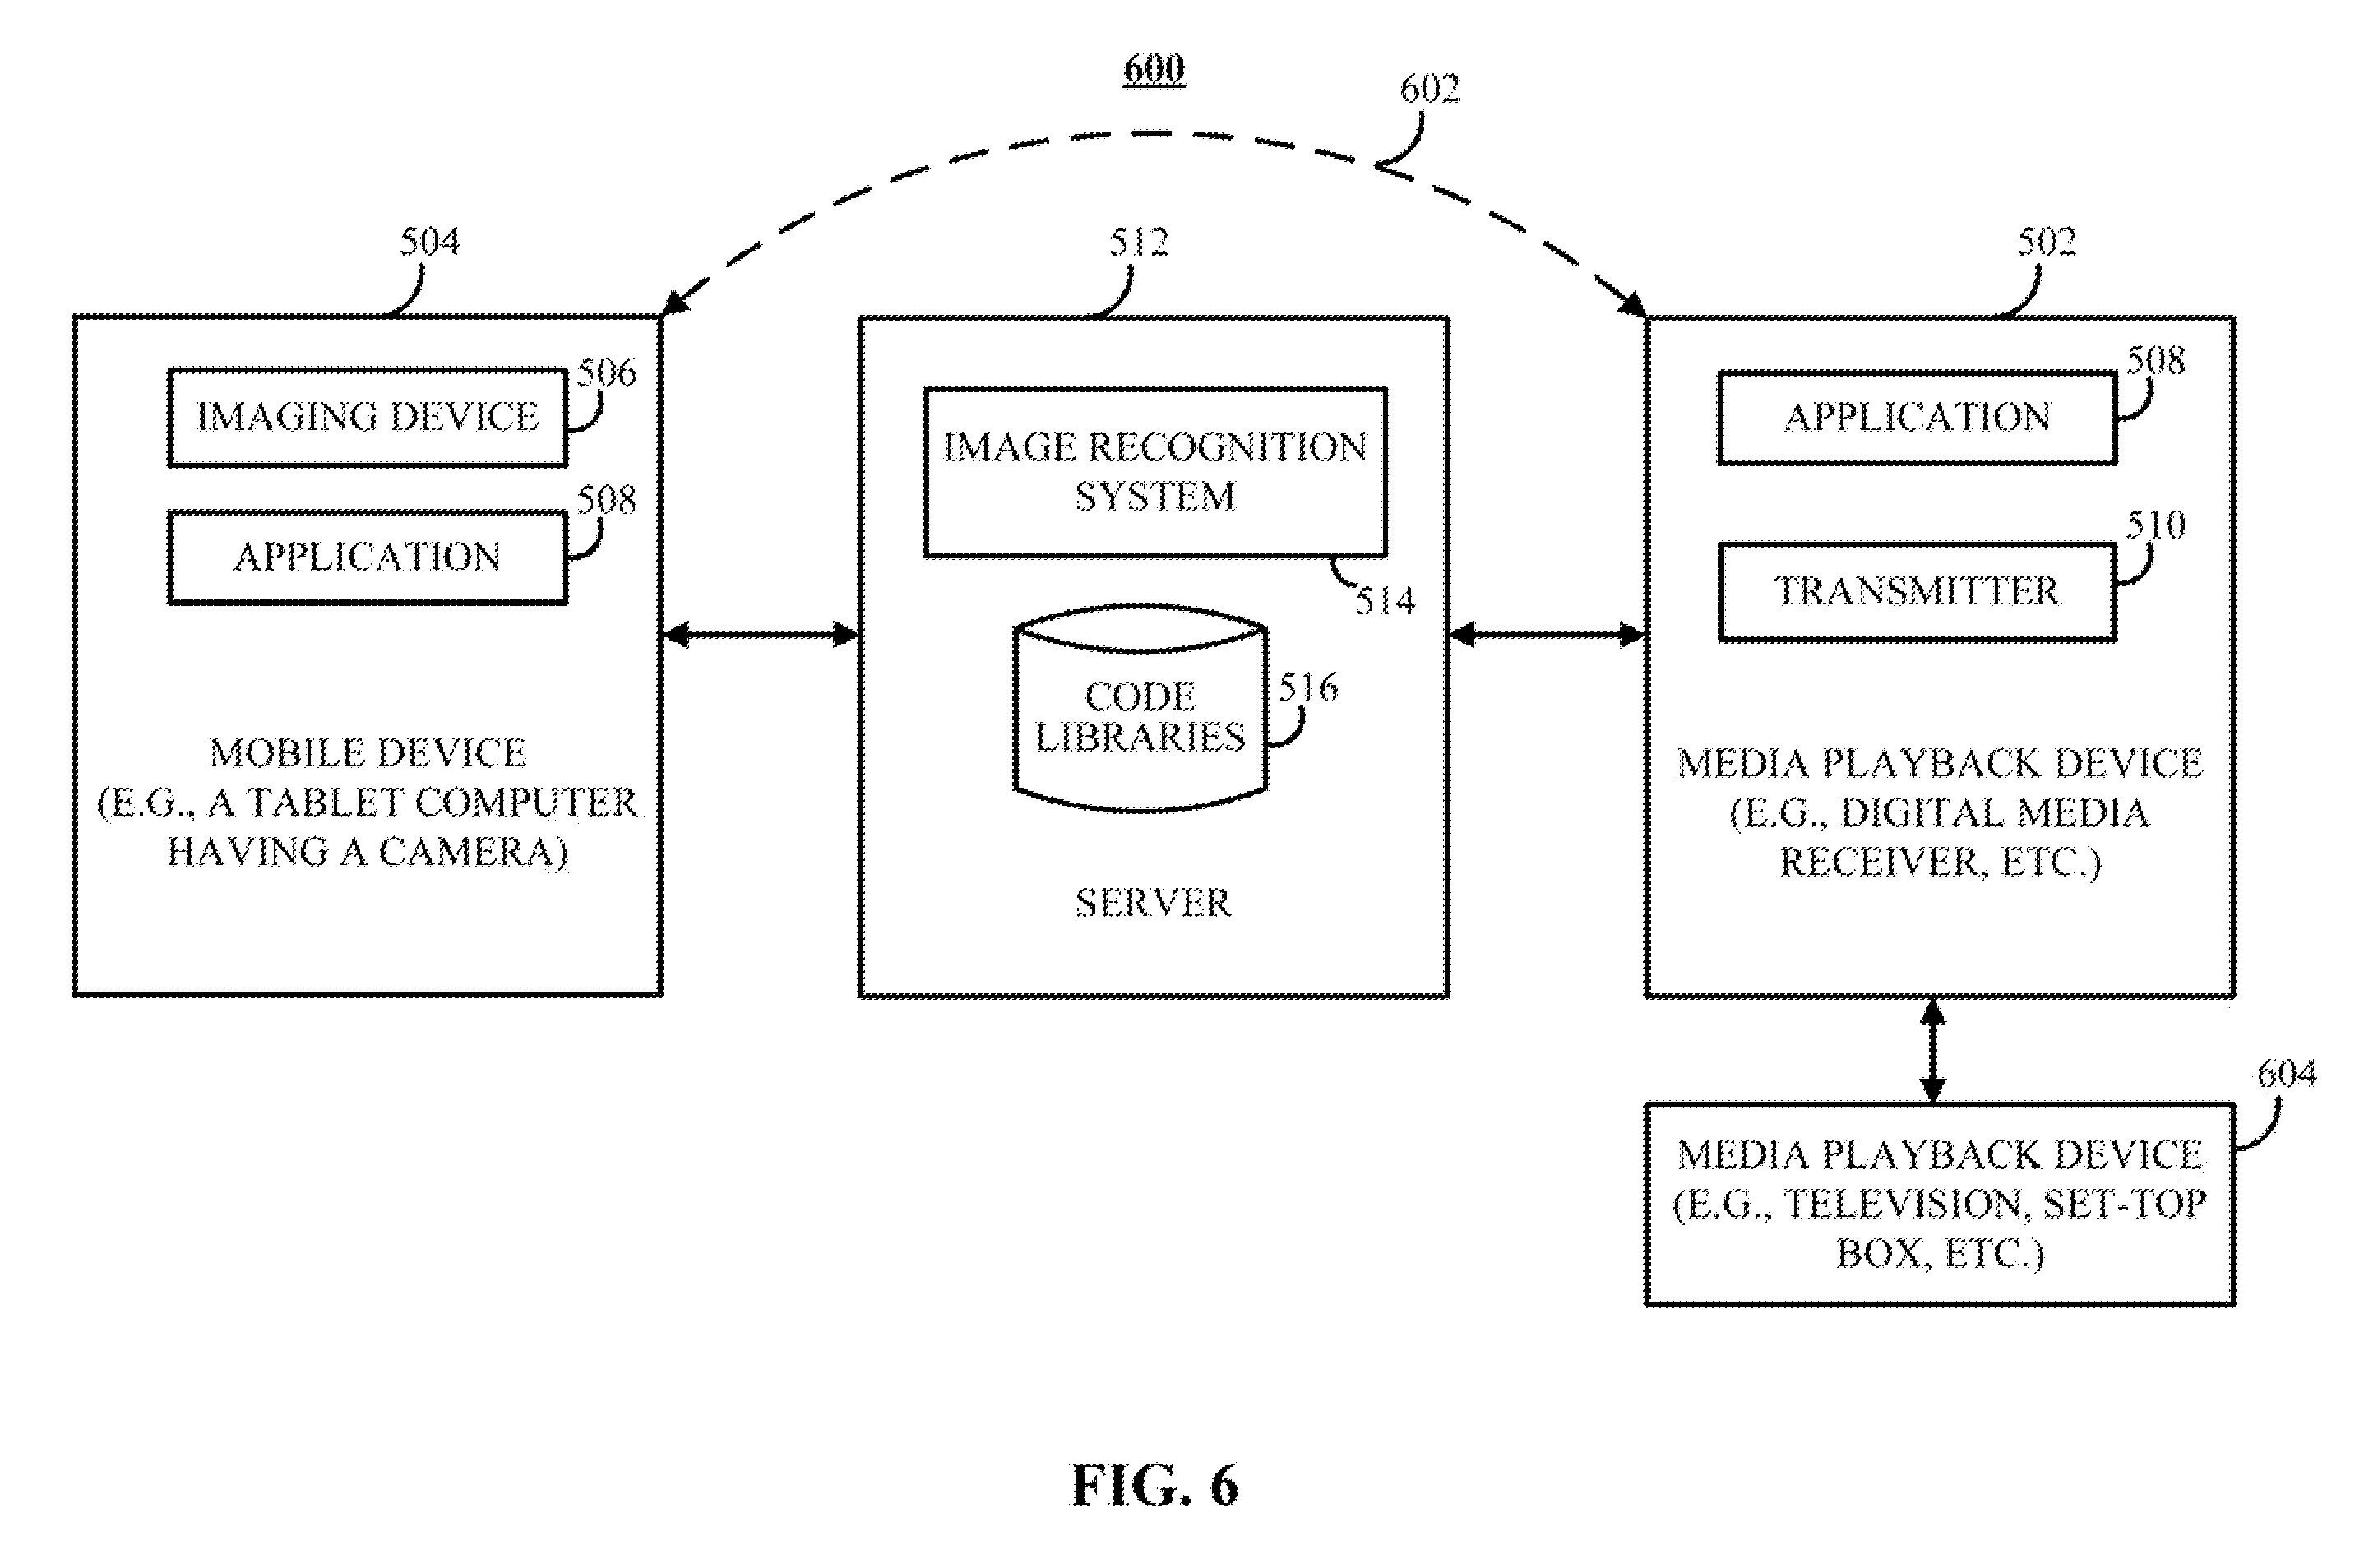 600
602
504
512
502
506
IMAGING DEVICE
508
APPLICATION
MOBILE DEVICE
(E.G., A TABLET COMPUTER
HAVING A CAMERA)
IMAGE RECOGNITION
SYSTEM
514
CODE
LIBRARIES
516
SERVER
508
APPLICATION
510
TRANSMITTER
MEDIA PLAYBACK DEVICE
(E.G., DIGITAL MEDIA
RECEIVER, ETC.)
604
MEDIA PLAYBACK DEVICE
(E.G., TELEVISION, SET-TOP
BOX, ETC.)
FIG. 6